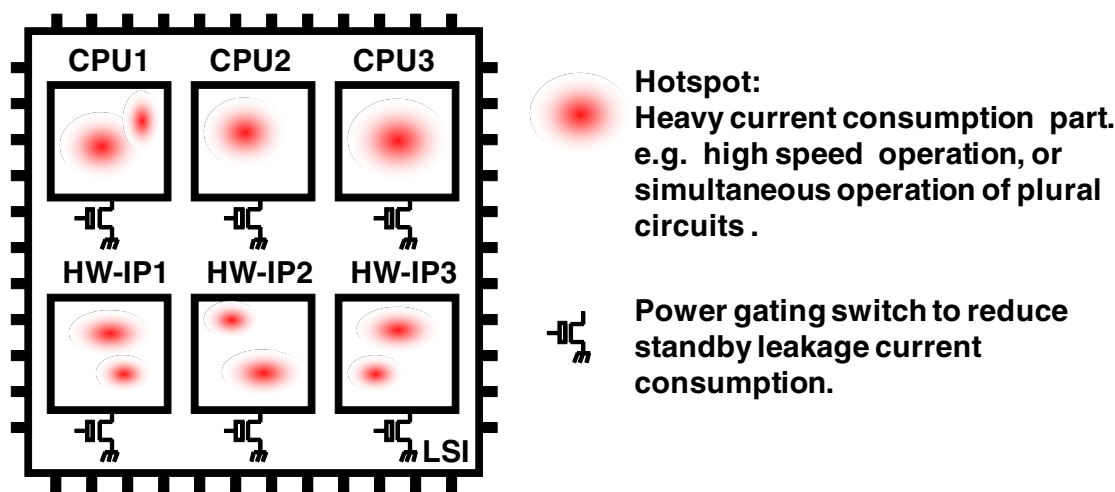 CPU1 CPU2 CPU3
HW-IP1 HW-IP2 HW-IP3
LSI
Hotspot:
Heavy current consumption part.
e.g. high speed operation, or
simultaneous operation of plural
circuits .
Power gating switch to reduce
standby leakage current
consumption.